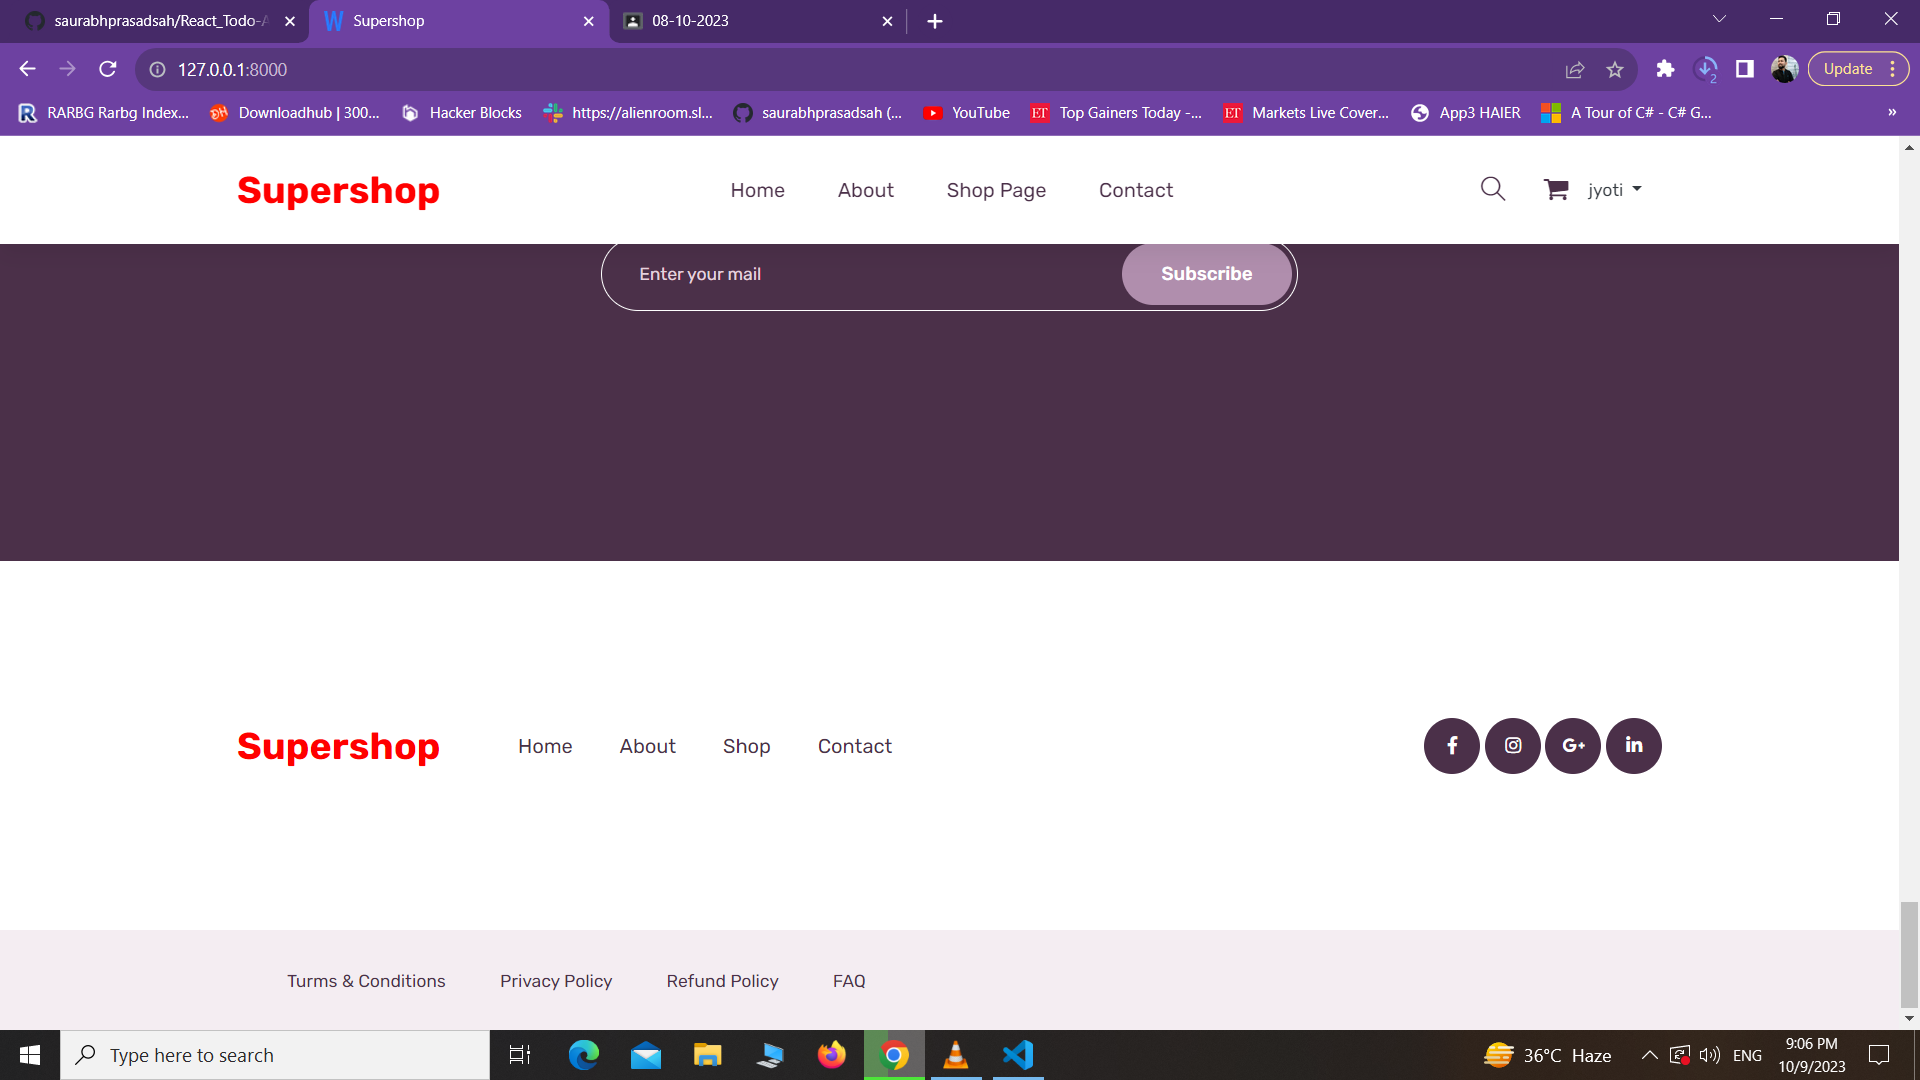 saurabhprasadsah/React_Todo-A
Supershop
08-10-2023
127.0.0.1:8000
2
Update
RARBG Rarbg Index...
Downloadhub | 300...
Hacker Blocks
https://alienroom.sl...
saurabhprasadsah (...
YouTube
ET Top Gainers Today -...
ET Markets Live Cover...
App3 HAIER
A Tour of C# - C# G...
»
Supershop
Home
About
Shop Page
Contact
jyoti
Enter your mail
Subscribe
Supershop
Home
About
Shop
Contact
Turms & Conditions
Privacy Policy
Refund Policy
FAQ
Type here to search
36°C Haze
ENG
9:06 PM
10/9/2023